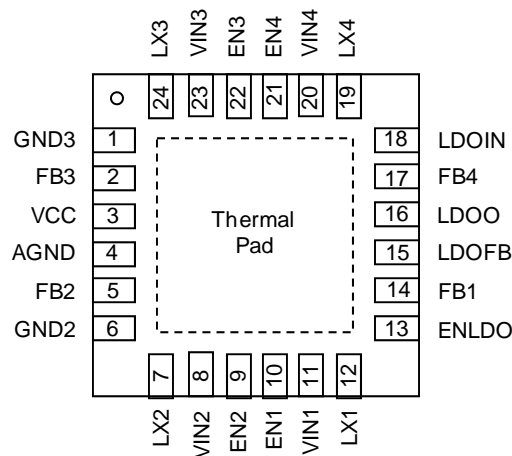 LX3 VIN3 EN3 EN4 VIN4 LX4
24 23 22 21 20 19
GND3 1 18 LDOIN
FB3 2 17 FB4
VCC 3 16 LDOO
AGND 4 15 LDOFB
FB2 5 14 FB1
GND2 6 13 ENLDO
Thermal
Pad
7 8 9 10 11 12
LX2 VIN2 EN2 EN1 VIN1 LX1